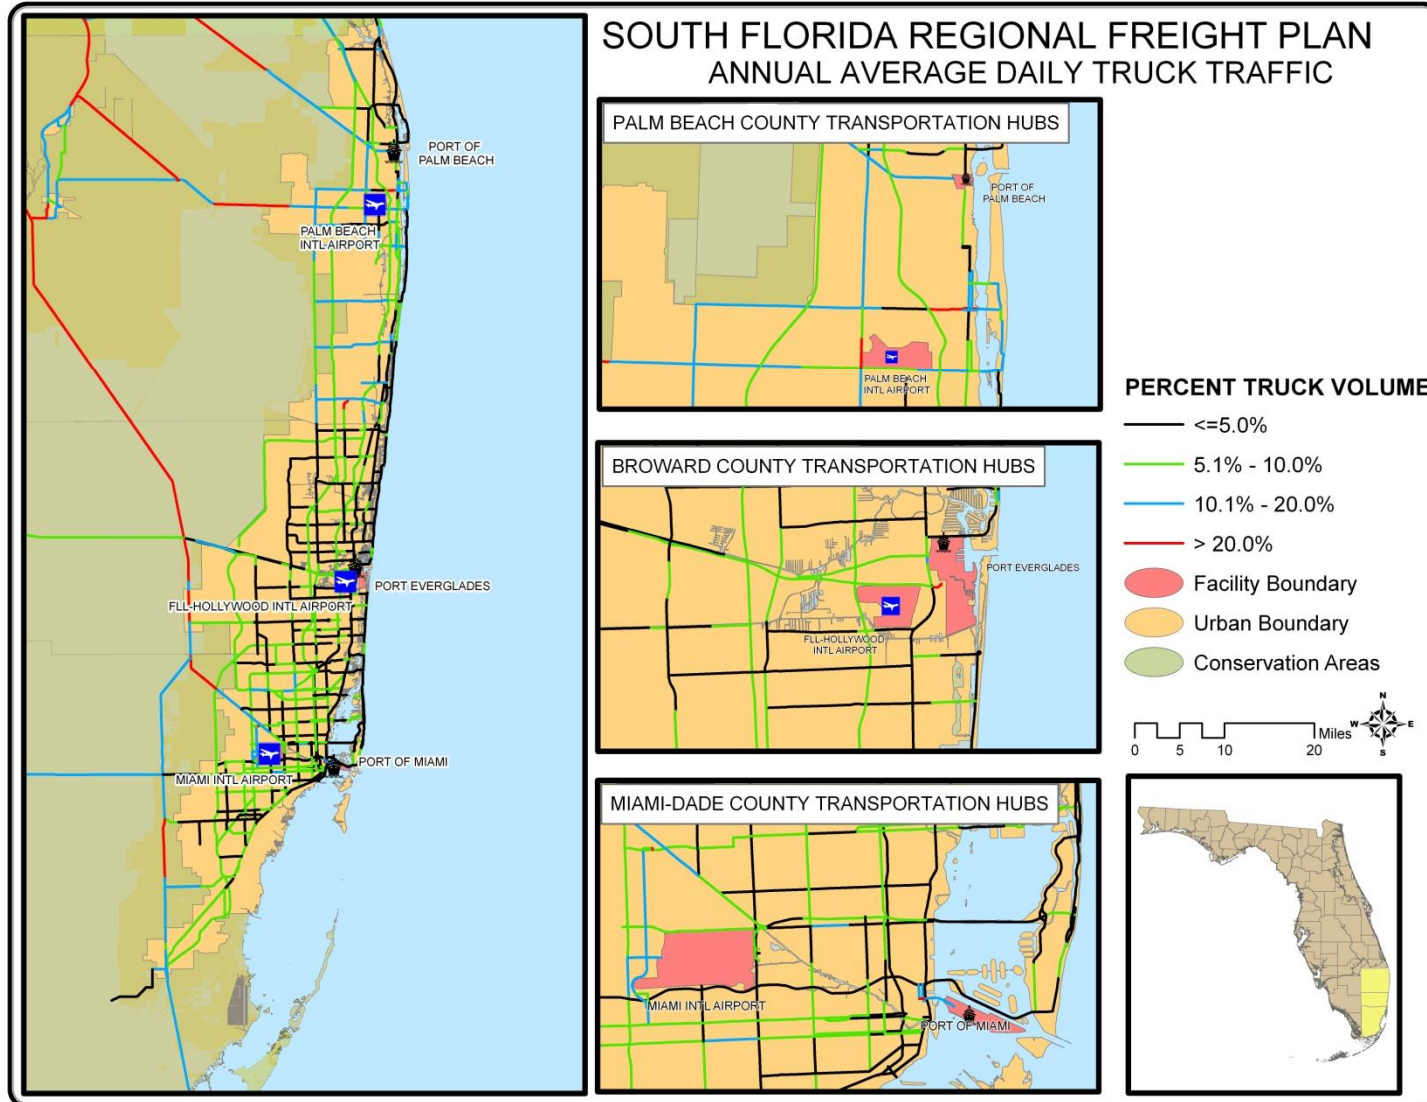 SOUTH FLORIDA REGIONAL FREIGHT PLAN
ANNUAL AVERAGE DAILY TRUCK TRAFFIC
PORT OF
PALM BEACH
PALM BEACH
INTL AIRPORT
PORT EVERGLADES
FLL-HOLLYWOOD INTL AIRPORT
PORT OF MIAMI
MIAMI INTL AIRPORT
PALM BEACH COUNTY TRANSPORTATION HUBS
PORT OF
PALM BEACH
PALM BEACH
INTL AIRPORT
BROWARD COUNTY TRANSPORTATION HUBS
PORT EVERGLADES
FLL-HOLLYWOOD
INTL AIRPORT
MIAMI-DADE COUNTY TRANSPORTATION HUBS
MIAMI INTL AIRPORT
PORT OF MIAMI
PERCENT TRUCK VOLUME
<=5.0%
5.1% - 10.0%
10.1% - 20.0%
> 20.0%
Facility Boundary
Urban Boundary
Conservation Areas
N
W E
S
Miles
0 5 10 20